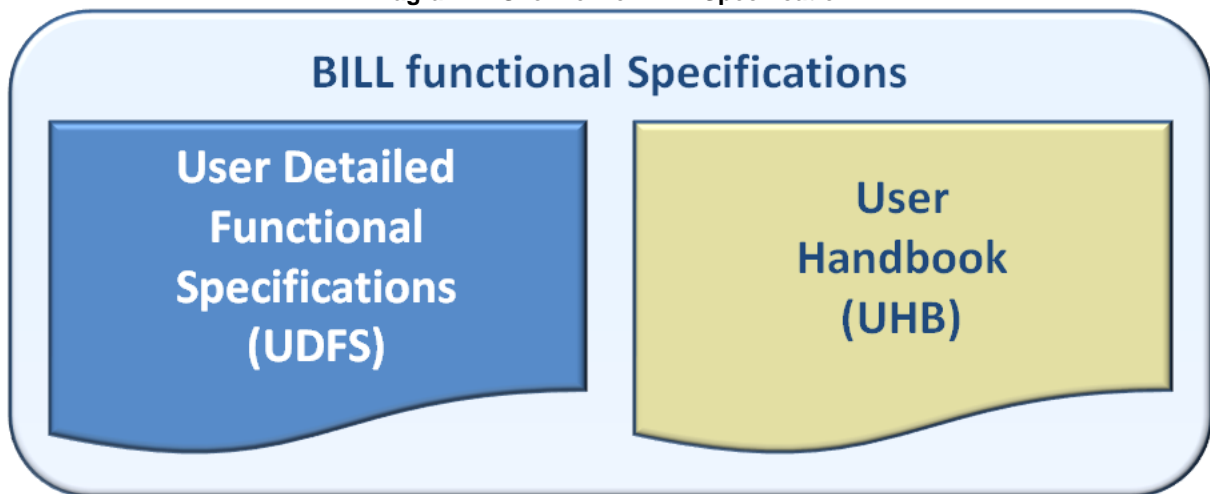 BILL functional Specifications
User Detailed
Functional
Specifications
(UDFS)
User
Handbook
(UHB)